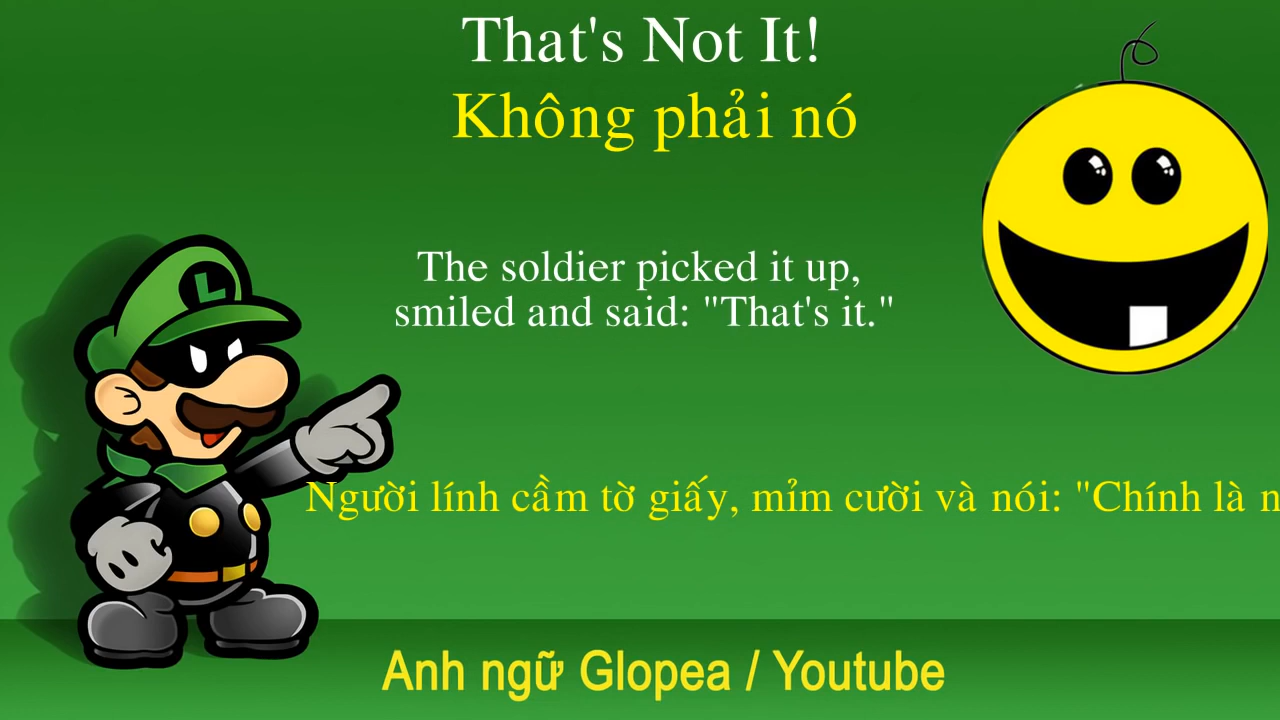 That's Not It!
Không phải nó
L
The soldier picked it up,
smiled and said: "That's it."
Người lính cầm tờ giấy, mỉm cười và nói: "Chính là n
Anh ngữ Glopea / Youtube